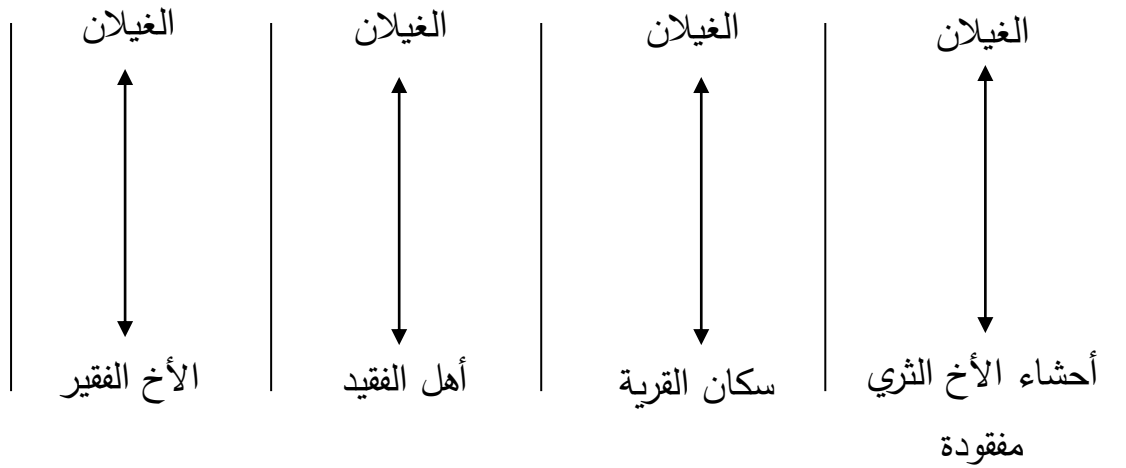 الغيلان الغيلان الغيلان الغيلان
أحشاء الأخ الثري سكان القرية أهل الفقيد الأخ الفقير
مفقودة